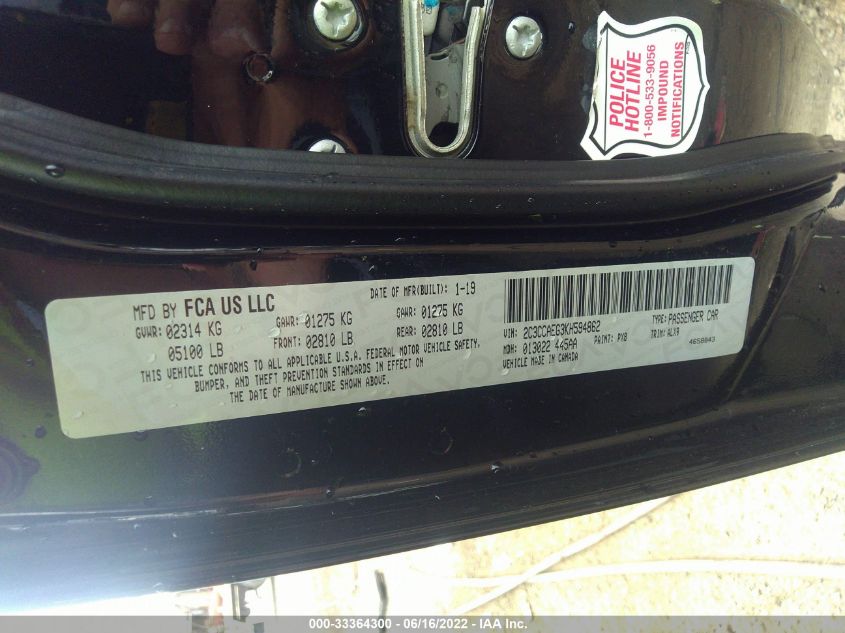 POLICE
HOTLINE
1-800-533-9056
IMPOUND
NOTIFICATIONS
MFD BY FCA US LLC
DATE OF MFR(BUILT): 1-19
GVWR: 02314 KG
GAWR: 01275 KG
GAWR: 01275 KG
05100 LB
FRONT: 02810 LB
REAR: 02810 LB
THIS VEHICLE CONFORMS TO ALL APPLICABLE U.S.A. FEDERAL MOTOR VEHICLE SAFETY,
BUMPER, AND THEFT PREVENTION STANDARDS IN EFFECT ON
THE DATE OF MANUFACTURE SHOWN ABOVE.
VIN: 2C3CCAEG3KH594862
TYPE: PASSENGER CAR
MDH: 013022 445AA
PAINT: PX8
TRIM: ALX9
VEHICLE MADE IN CANADA
4658843
000-33364300 - 06/16/2022 - IAA Inc.